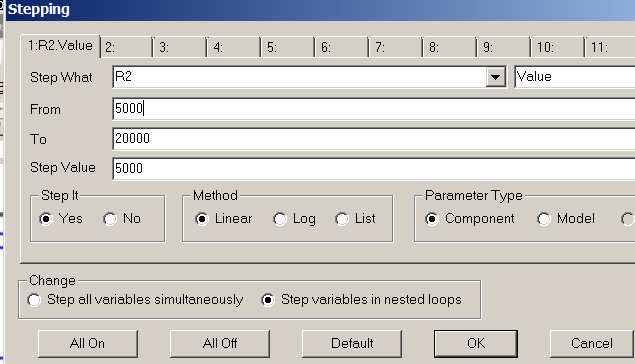 Stepping
1:R2.Value 2: 3: 4: 5: 6: 7: 8: 9: 10: 11:
Step What R2 Value
From 5000
To 20000
Step Value 5000
Step It Method Parameter Type
Yes No Linear Log List Component Model
Change
Step all variables simultaneously Step variables in nested loops
All On All Off Default OK Cancel